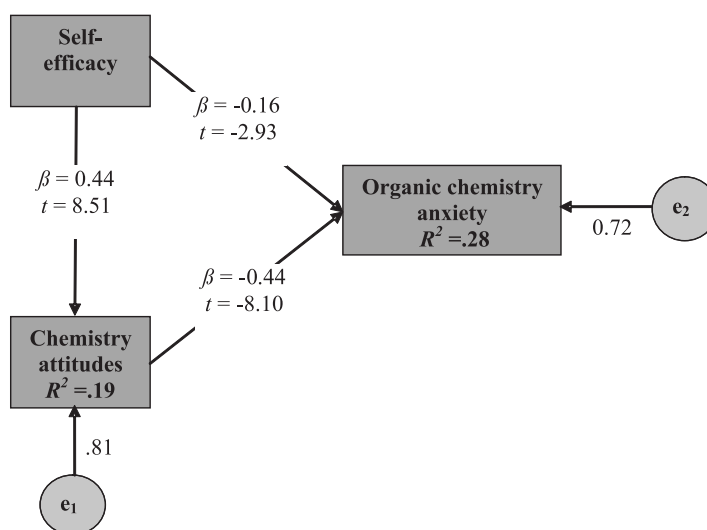 Self-
efficacy
β = -0.16
t = -2.93
β = 0.44
t = 8.51
Organic chemistry
anxiety
R² =.28
e₂
0.72
β = -0.44
t = -8.10
Chemistry
attitudes
R² =.19
.81
e₁